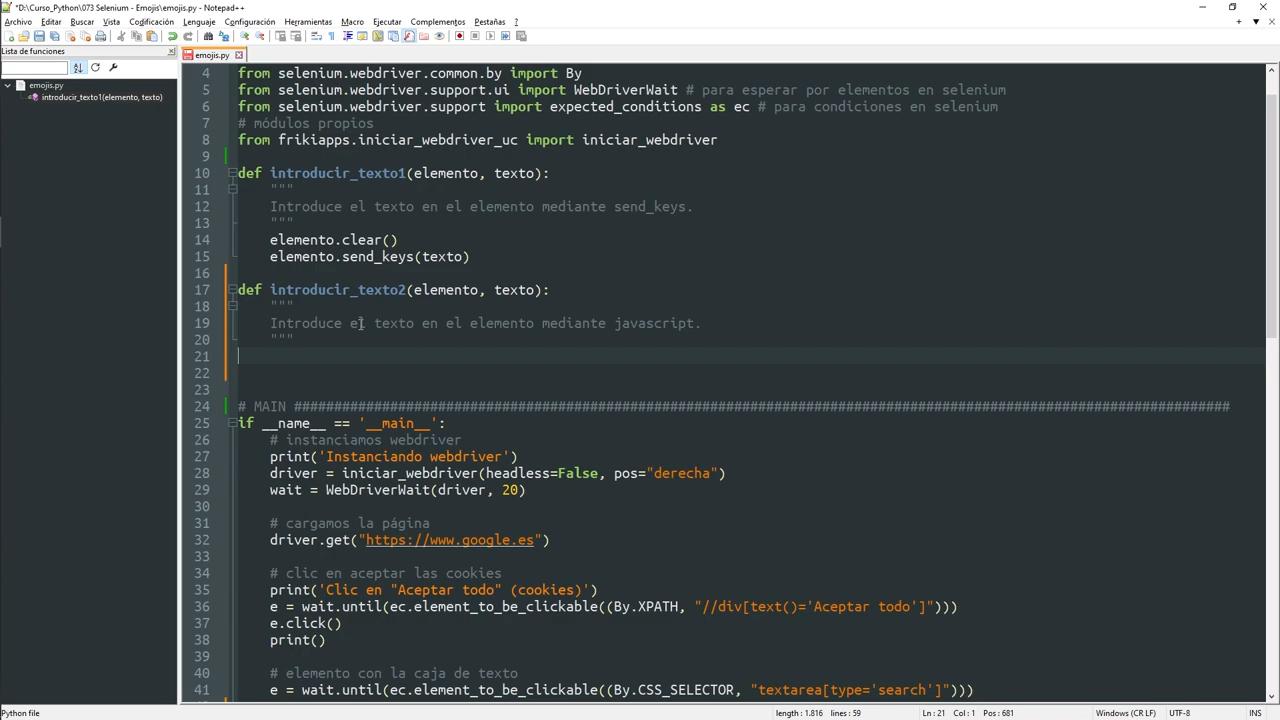 *D:\Curso_Python\073 Selenium - Emojis\emojis.py - Notepad++
Archivo Editar Buscar Vista Codificación Lenguaje Configuración Herramientas Macro Ejecutar Complementos Pestañas ?
Lista de funciones
emojis.py
emojis.py
introducir_texto1(elemento, texto)
4 from selenium.webdriver.common.by import By
5 from selenium.webdriver.support.ui import WebDriverWait # para esperar por elementos en selenium
6 from selenium.webdriver.support import expected_conditions as ec # para condiciones en selenium
7 # módulos propios
8 from frikiapps.iniciar_webdriver_uc import iniciar_webdriver
9
10 def introducir_texto1(elemento, texto):
11 """
12 Introduce el texto en el elemento mediante send_keys.
13 """
14 elemento.clear()
15 elemento.send_keys(texto)
16
17 def introducir_texto2(elemento, texto):
18 """
19 Introduce el texto en el elemento mediante javascript.
20 """
21
22
23
24 # MAIN #####################################################################################################################
25 if __name__ == '__main__':
26 # instanciamos webdriver
27 print('Instanciando webdriver')
28 driver = iniciar_webdriver(headless=False, pos="derecha")
29 wait = WebDriverWait(driver, 20)
30
31 # cargamos la página
32 driver.get("https://www.google.es")
33
34 # clic en aceptar las cookies
35 print('Clic en "Aceptar todo" (cookies)')
36 e = wait.until(ec.element_to_be_clickable((By.XPATH, "//div[text()='Aceptar todo']")))
37 e.click()
38 print()
39
40 # elemento con la caja de texto
41 e = wait.until(ec.element_to_be_clickable((By.CSS_SELECTOR, "textarea[type='search']")))
Python file length : 1.816 lines : 59 Ln : 21 Col : 1 Pos : 681 Windows (CR LF) UTF-8 INS